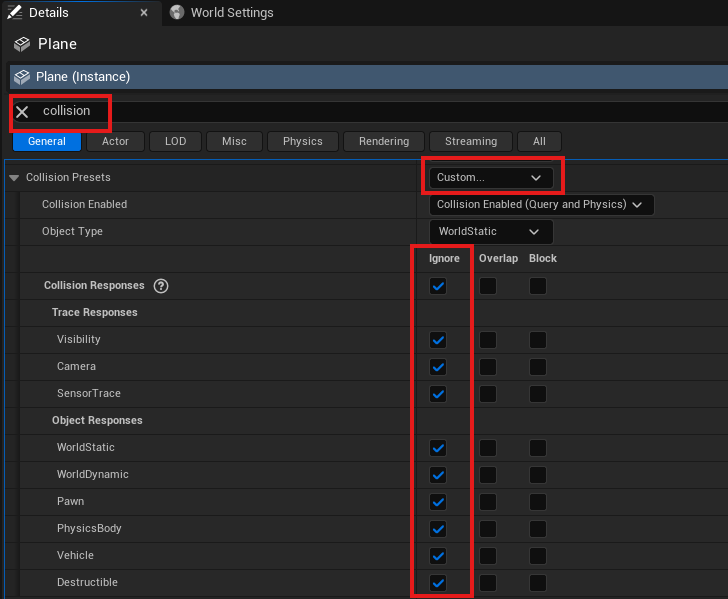 Details × World Settings
Plane
Plane (Instance)
collision
General Actor LOD Misc Physics Rendering Streaming All
Collision Presets Custom...
Collision Enabled Collision Enabled (Query and Physics)
Object Type WorldStatic
Ignore Overlap Block
Collision Responses ?
Trace Responses
Visibility
Camera
SensorTrace
Object Responses
WorldStatic
WorldDynamic
Pawn
PhysicsBody
Vehicle
Destructible